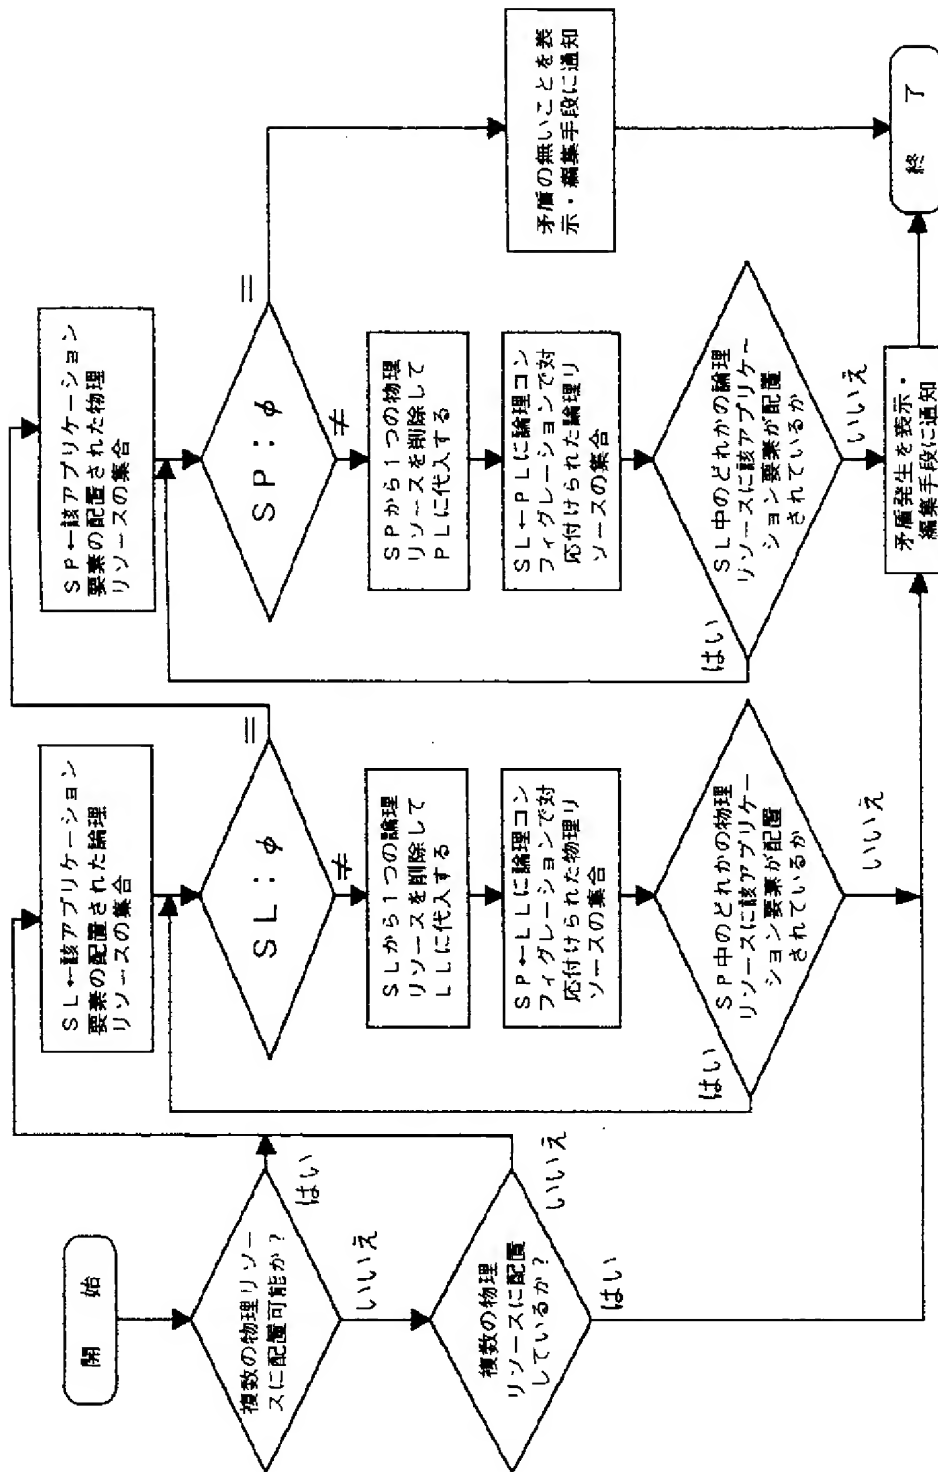 開 始
複数の物理リソー
スに配置可能か？
はい
いいえ
複数の物理
リソースに配置
しているか？
いいえ
はい
SL←該アプリケーション
要素の配置された論理
リソースの集合
SL：φ
＝
≠
SLから1つの論理
リソースを削除して
LLに代入する
SP←LLに論理コン
フィグレーションで対
応付けられた物理リ
ソースの集合
SP中のどれかの物理
リソースに該アプリケー
ション要素が配置
されているか
はい
いいえ
SP←該アプリケーション
要素の配置された物理
リソースの集合
SP：φ
＝
≠
SPから1つの物理
リソースを削除して
PLに代入する
SL←PLに論理コン
フィグレーションで対
応付けられた論理リ
ソースの集合
SL中のどれかの論理
リソースに該アプリケー
ション要素が配置
されているか
はい
いいえ
矛盾発生を表示・
編集手段に通知
矛盾の無いことを表
示・編集手段に通知
終 了